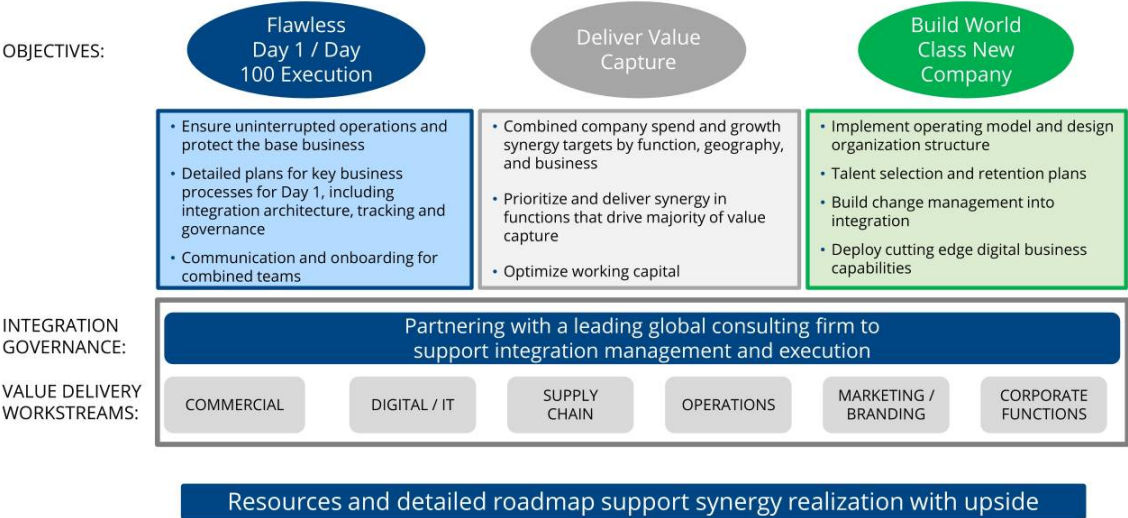 OBJECTIVES:
Flawless
Day 1 / Day
100 Execution
Deliver Value
Capture
Build World
Class New
Company
• Ensure uninterrupted operations and
protect the base business
• Detailed plans for key business
processes for Day 1, including
integration architecture, tracking and
governance
• Communication and onboarding for
combined teams
• Combined company spend and growth
synergy targets by function, geography,
and business
• Prioritize and deliver synergy in
functions that drive majority of value
capture
• Optimize working capital
• Implement operating model and design
organization structure
• Talent selection and retention plans
• Build change management into
integration
• Deploy cutting edge digital business
capabilities
INTEGRATION
GOVERNANCE:
Partnering with a leading global consulting firm to
support integration management and execution
VALUE DELIVERY
WORKSTREAMS:
COMMERCIAL
DIGITAL / IT
SUPPLY
CHAIN
OPERATIONS
MARKETING /
BRANDING
CORPORATE
FUNCTIONS
Resources and detailed roadmap support synergy realization with upside